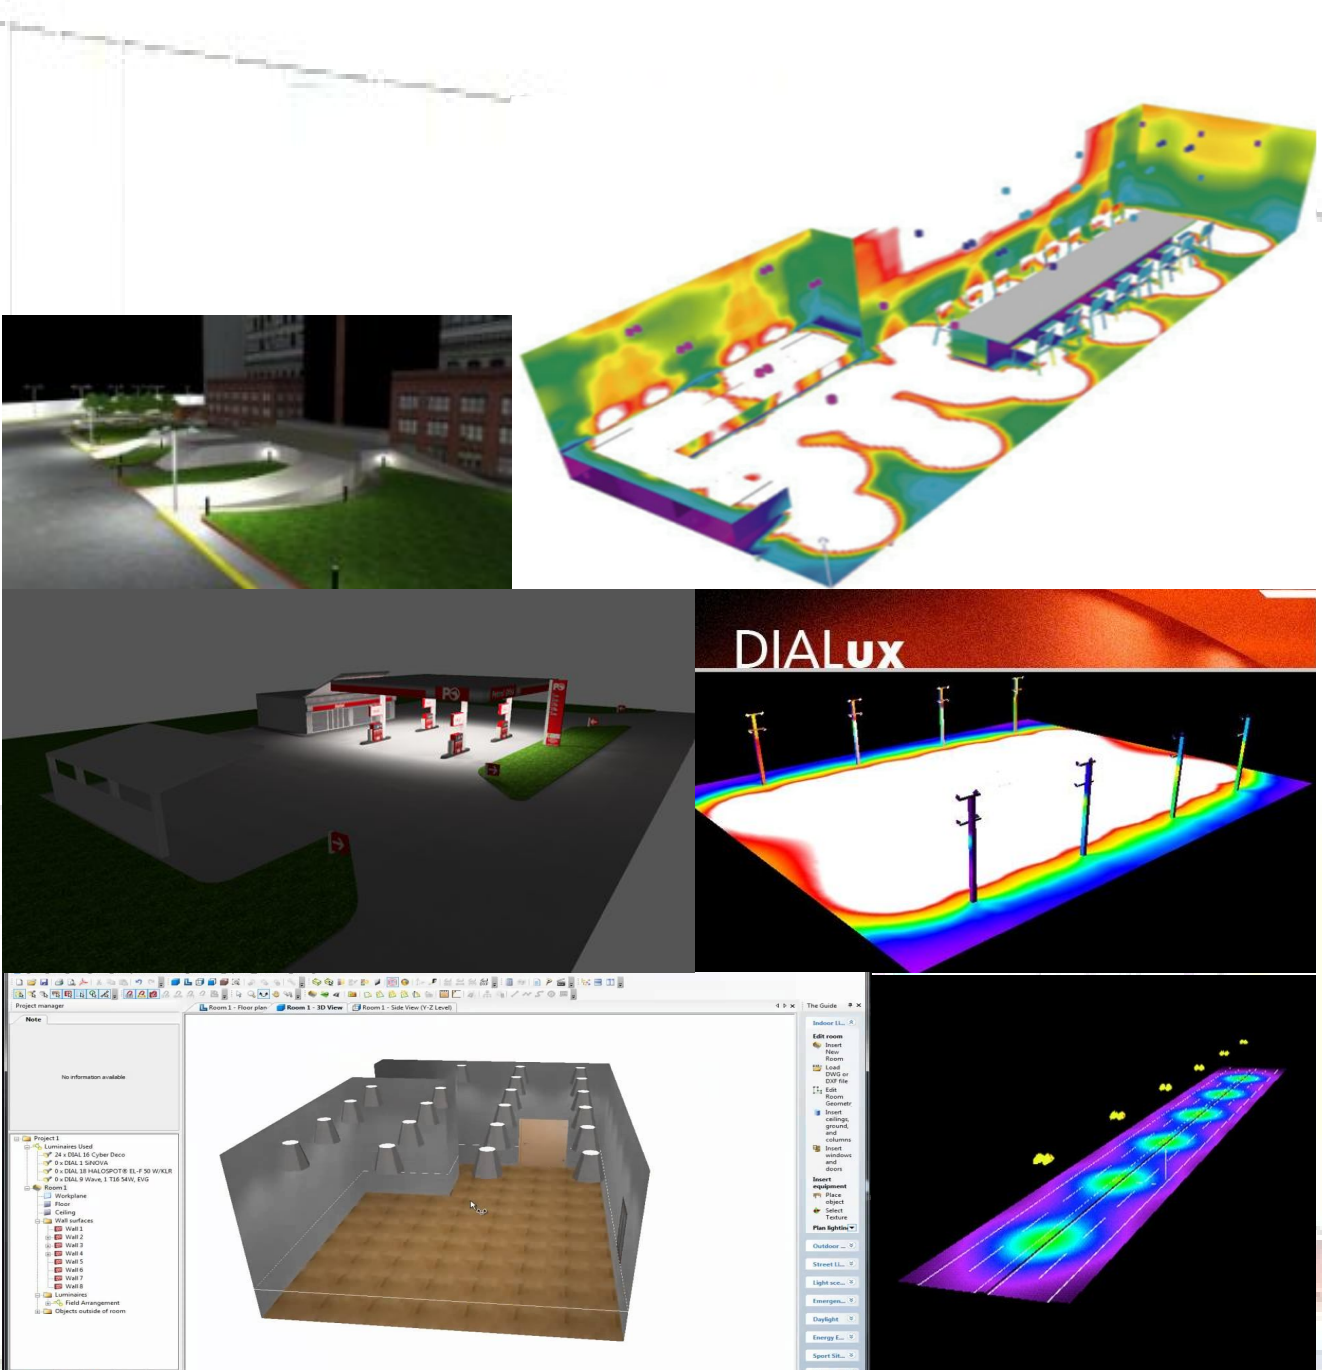 PO
DIALux
Project manager
Room 1 - Floor plan
Room 1 - 3D View
Room 1 - Side View (Y-Z Level)
The Guide
Note
No information available
Project 1
Luminaires Used
24 x DIAL 16 Cyber Deco
0 x DIAL 1 SiNOVA
0 x DIAL 18 HALOSPOT® EL-F 50 W/KLR
0 x DIAL 9 Wave, 1 T16 54W, EVG
Room 1
Workplane
Floor
Ceiling
Wall surfaces
Wall 1
Wall 2
Wall 3
Wall 4
Wall 5
Wall 6
Wall 7
Wall 8
Luminaires
Field Arrangement
Objects outside of room
Indoor Li...
Edit room
Insert
New
Room
Load
DWG or
DXF file
Edit
Room
Geometr
Insert
ceilings,
ground,
and
columns
Insert
windows
and
doors
Insert
equipment
Place
object
Select
Texture
Plan lightin
Outdoor ...
Street Li...
Light sce...
Emergen...
Daylight
Energy E...
Sport Sit...